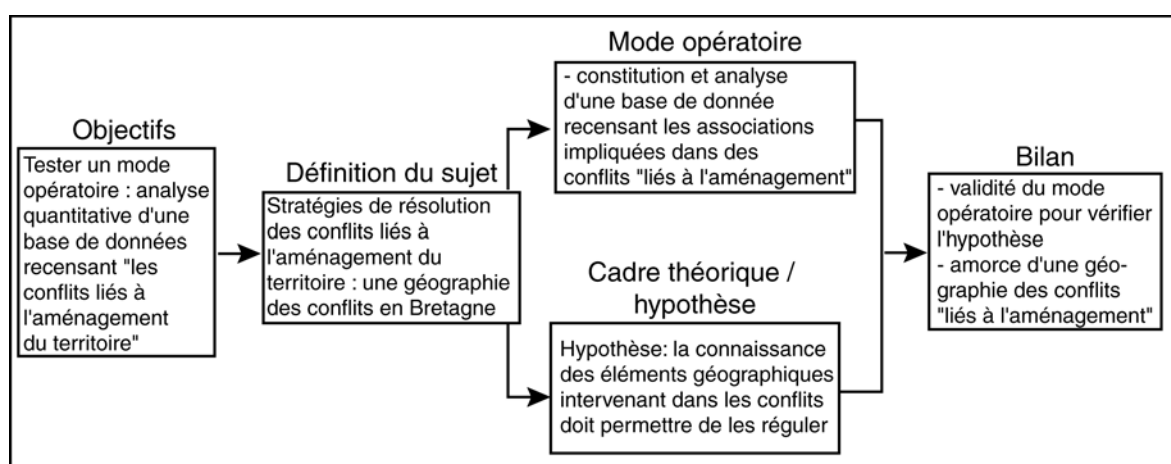 Objectifs
Tester un mode
opératoire : analyse
quantitative d'une
base de données
recensant "les
conflits liés à
l'aménagement
du territoire"
Définition du sujet
Stratégies de résolution
des conflits liés à
l'aménagement du
territoire : une géographie
des conflits en Bretagne
Mode opératoire
- constitution et analyse
d'une base de donnée
recensant les associations
impliquées dans des
conflits "liés à l'aménagement"
Cadre théorique /
hypothèse
Hypothèse: la connaissance
des éléments géographiques
intervenant dans les conflits
doit permettre de les réguler
Bilan
- validité du mode
opératoire pour vérifier
l'hypothèse
- amorce d'une géo-
graphie des conflits
"liés à l'aménagement"